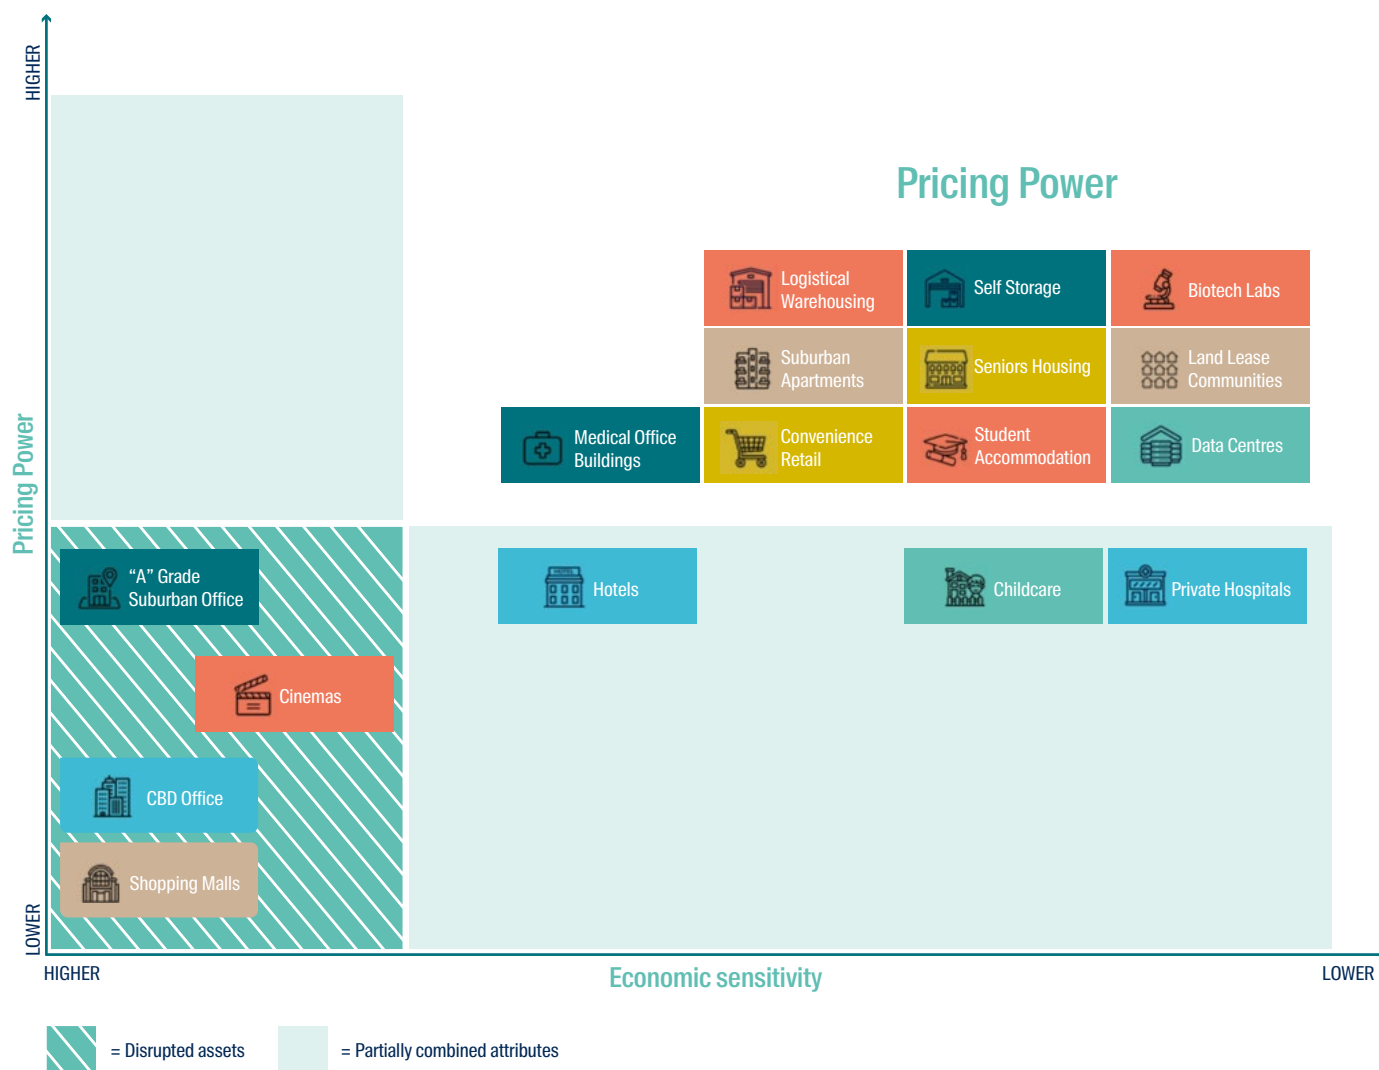 HIGHER
Pricing Power
Pricing Power
Logistical
Warehousing
Self Storage
Biotech Labs
Suburban
Apartments
Seniors Housing
Land Lease
Communities
Medical Office
Buildings
Convenience
Retail
Student
Accommodation
Data Centres
“A” Grade
Suburban Office
HOTEL
Hotels
Childcare
Private Hospitals
Cinemas
CBD Office
Shopping Malls
LOWER
HIGHER
Economic sensitivity
LOWER
= Disrupted assets
= Partially combined attributes